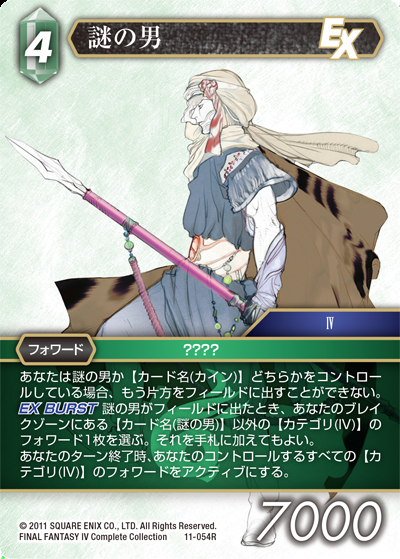 4
謎の男
EX
IV
フォワード
????
あなたは謎の男か【カード名(カイン)】どちらかをコントロー
ルしている場合、もう片方をフィールドに出すことができない。
EX BURST 謎の男がフィールドに出たとき、あなたのブレイ
クゾーンにある【カード名(謎の男)】以外の【カテゴリ(IV)】の
フォワード1枚を選ぶ。それを手札に加えてもよい。
あなたのターン終了時、あなたのコントロールするすべての【カ
テゴリ(IV)】のフォワードをアクティブにする。
© 2011 SQUARE ENIX CO., LTD. All Rights Reserved.
FINAL FANTASY IV Complete Collection 11-054R
7000